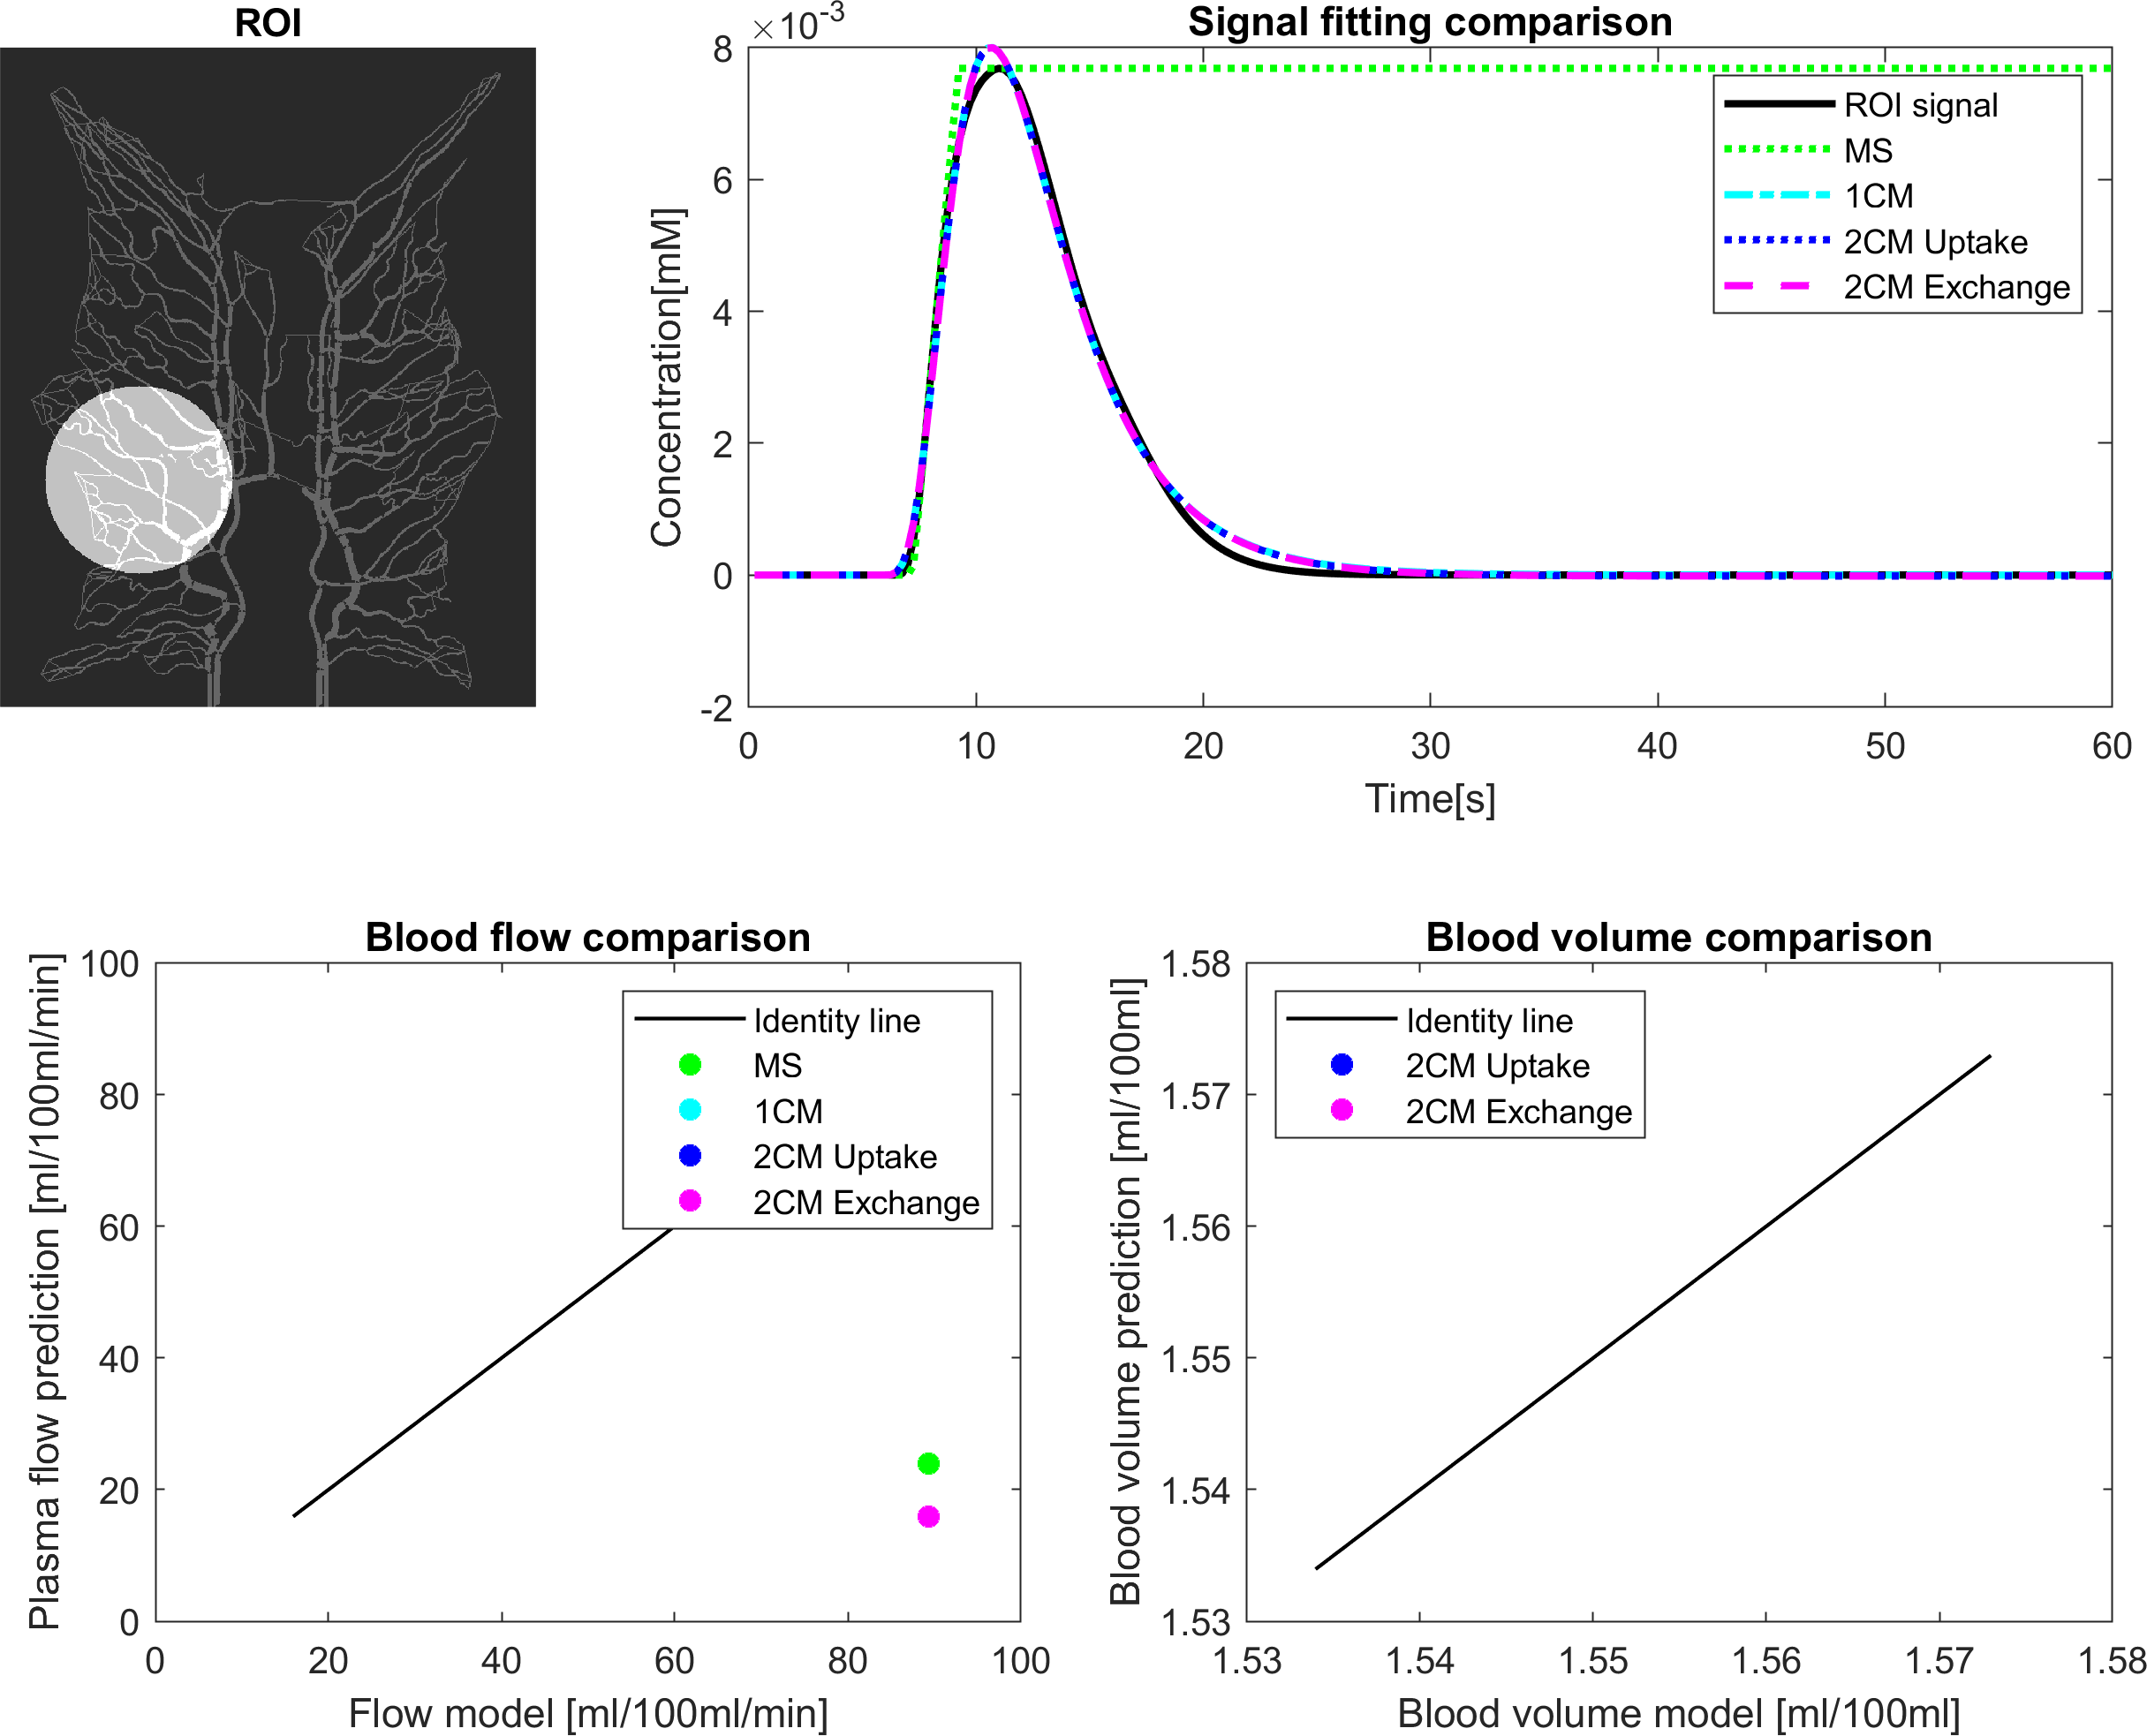 ROI
Signal fitting comparison
×10-3
8
6
4
2
0
-2
Concentration[mM]
0 10 20 30 40 50 60
Time[s]
ROI signal
MS
1CM
2CM Uptake
2CM Exchange
Blood flow comparison
100
80
60
40
20
0
Plasma flow prediction [ml/100ml/min]
Identity line
MS
1CM
2CM Uptake
2CM Exchange
0 20 40 60 80 100
Flow model [ml/100ml/min]
Blood volume comparison
1.58
1.57
1.56
1.55
1.54
1.53
Blood volume prediction [ml/100ml]
Identity line
2CM Uptake
2CM Exchange
1.53 1.54 1.55 1.56 1.57 1.58
Blood volume model [ml/100ml]